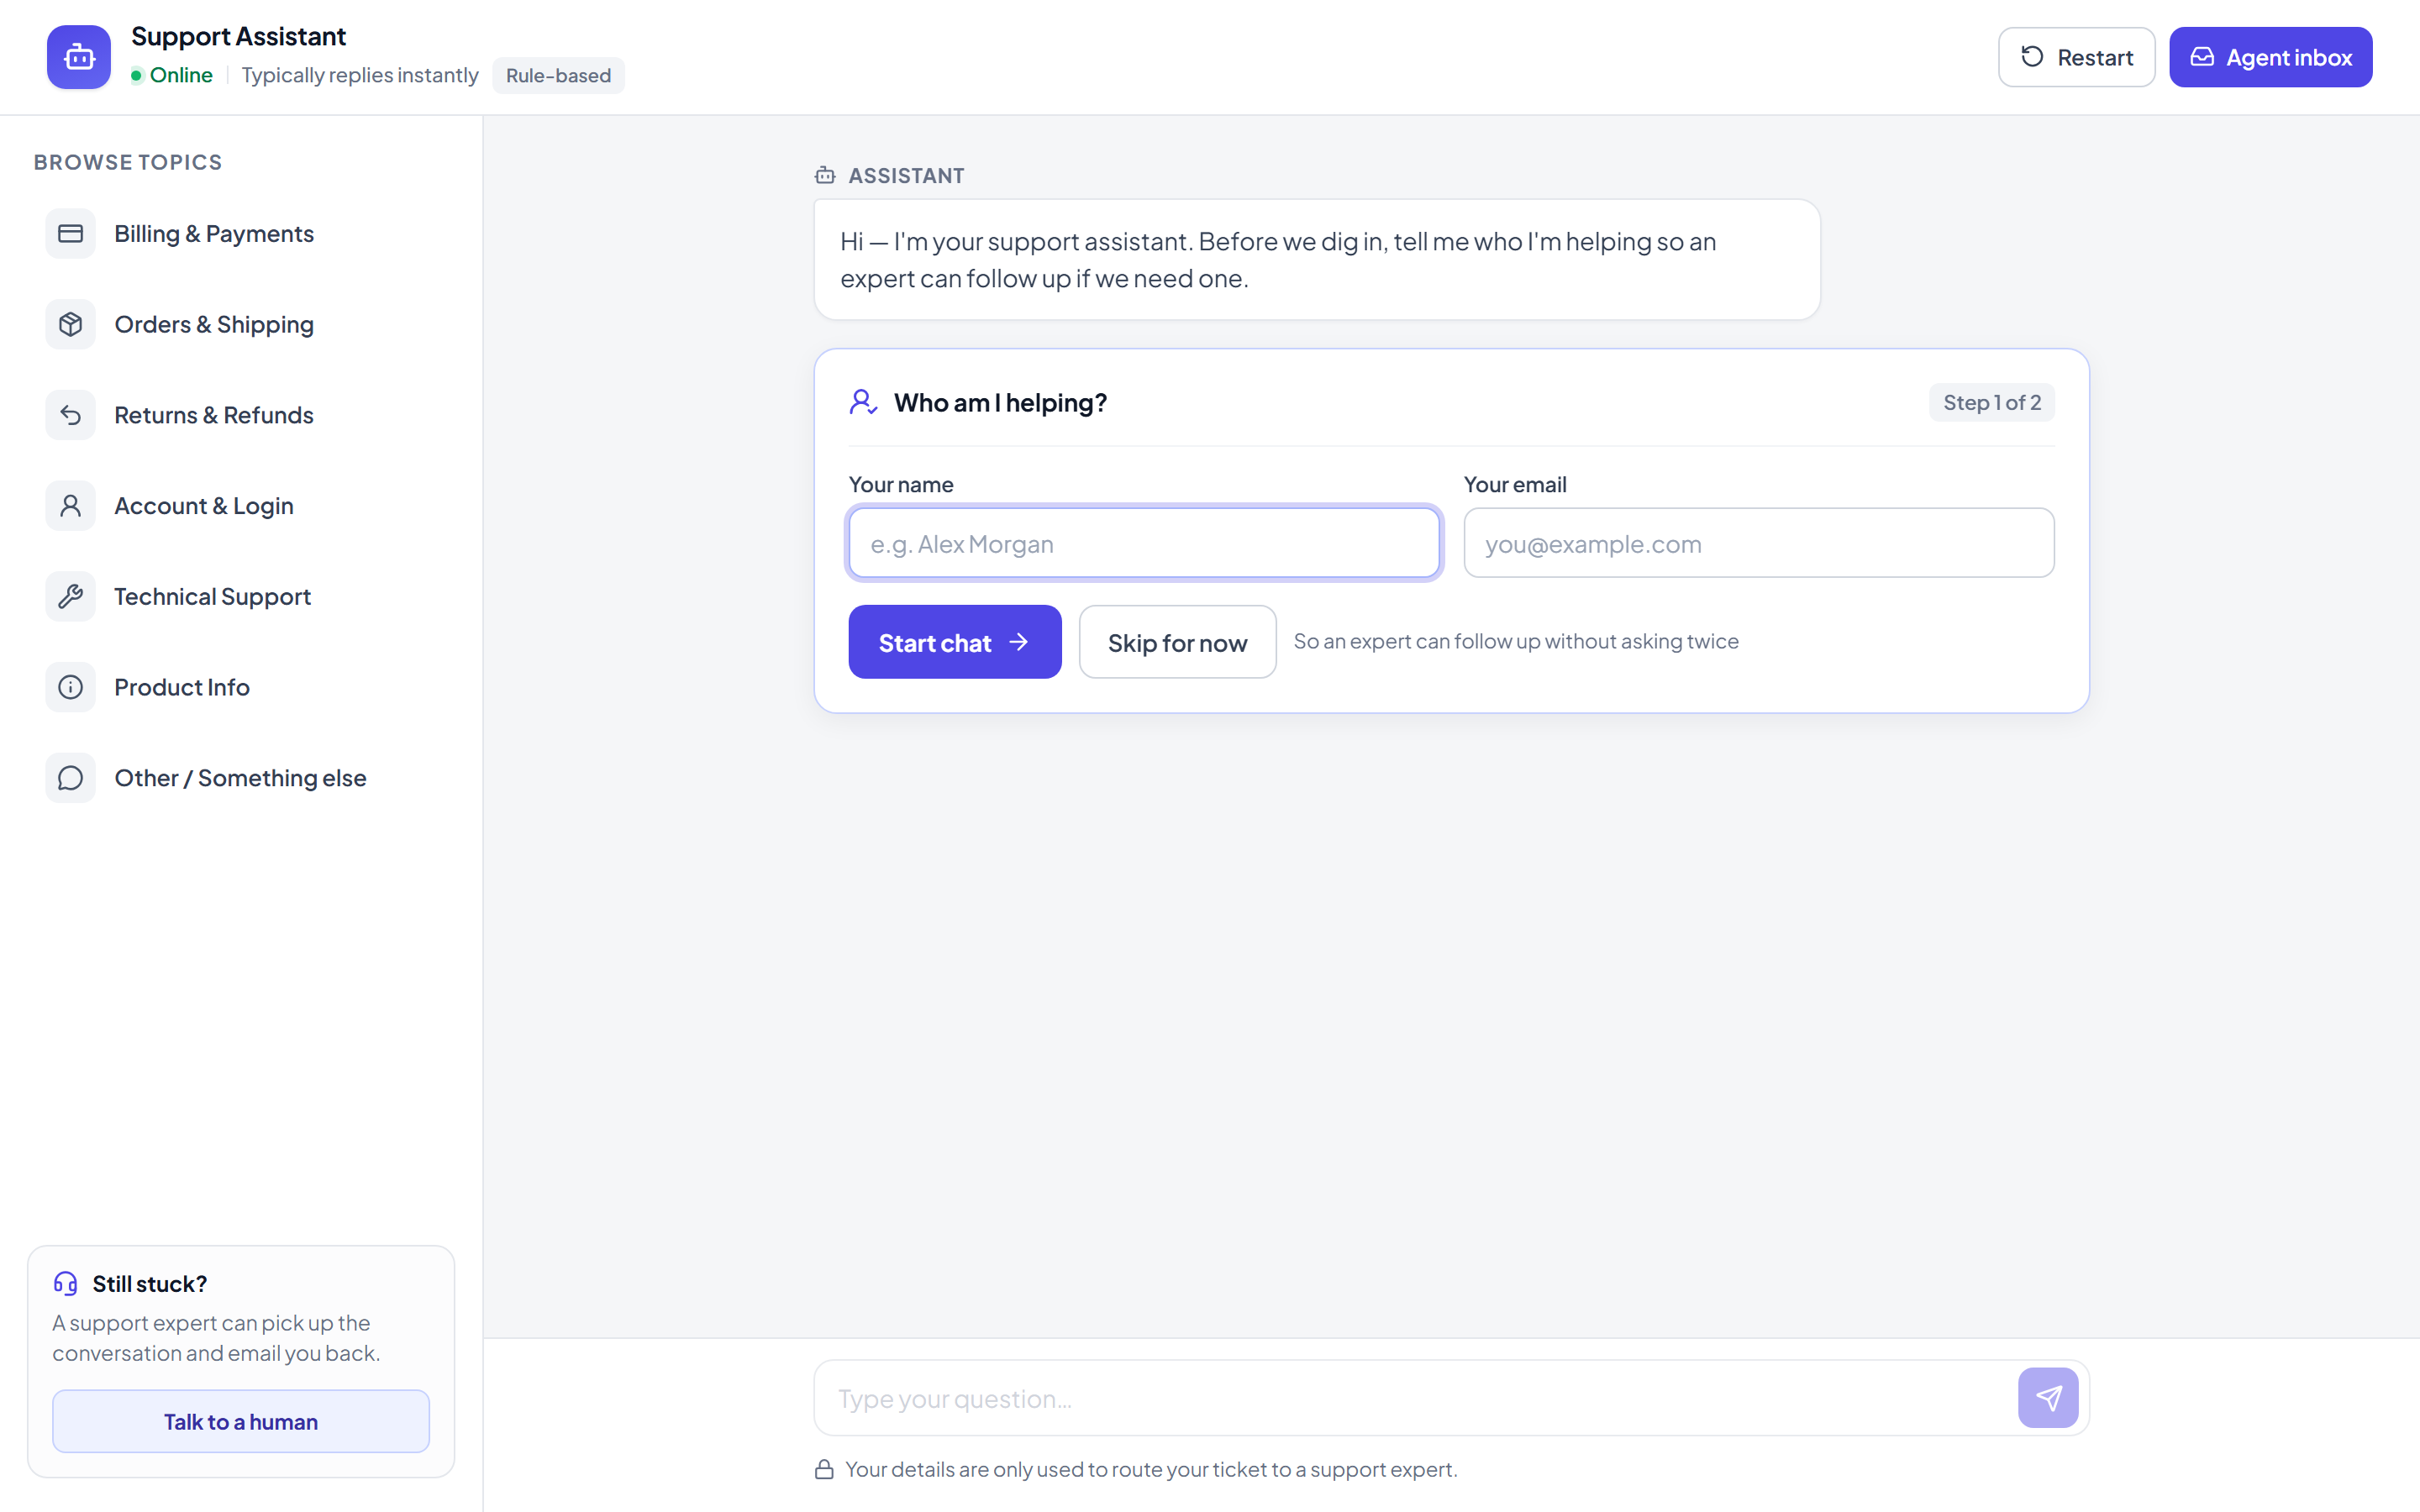 Support Assistant
Online
Typically replies instantly
Rule-based
Restart
Agent inbox
BROWSE TOPICS
Billing & Payments
Orders & Shipping
Returns & Refunds
Account & Login
Technical Support
Product Info
Other / Something else
Still stuck?
A support expert can pick up the
conversation and email you back.
Talk to a human
ASSISTANT
Hi — I'm your support assistant. Before we dig in, tell me who I'm helping so an
expert can follow up if we need one.
Who am I helping?
Step 1 of 2
Your name
Your email
e.g. Alex Morgan
you@example.com
Start chat
Skip for now
So an expert can follow up without asking twice
Type your question...
Your details are only used to route your ticket to a support expert.